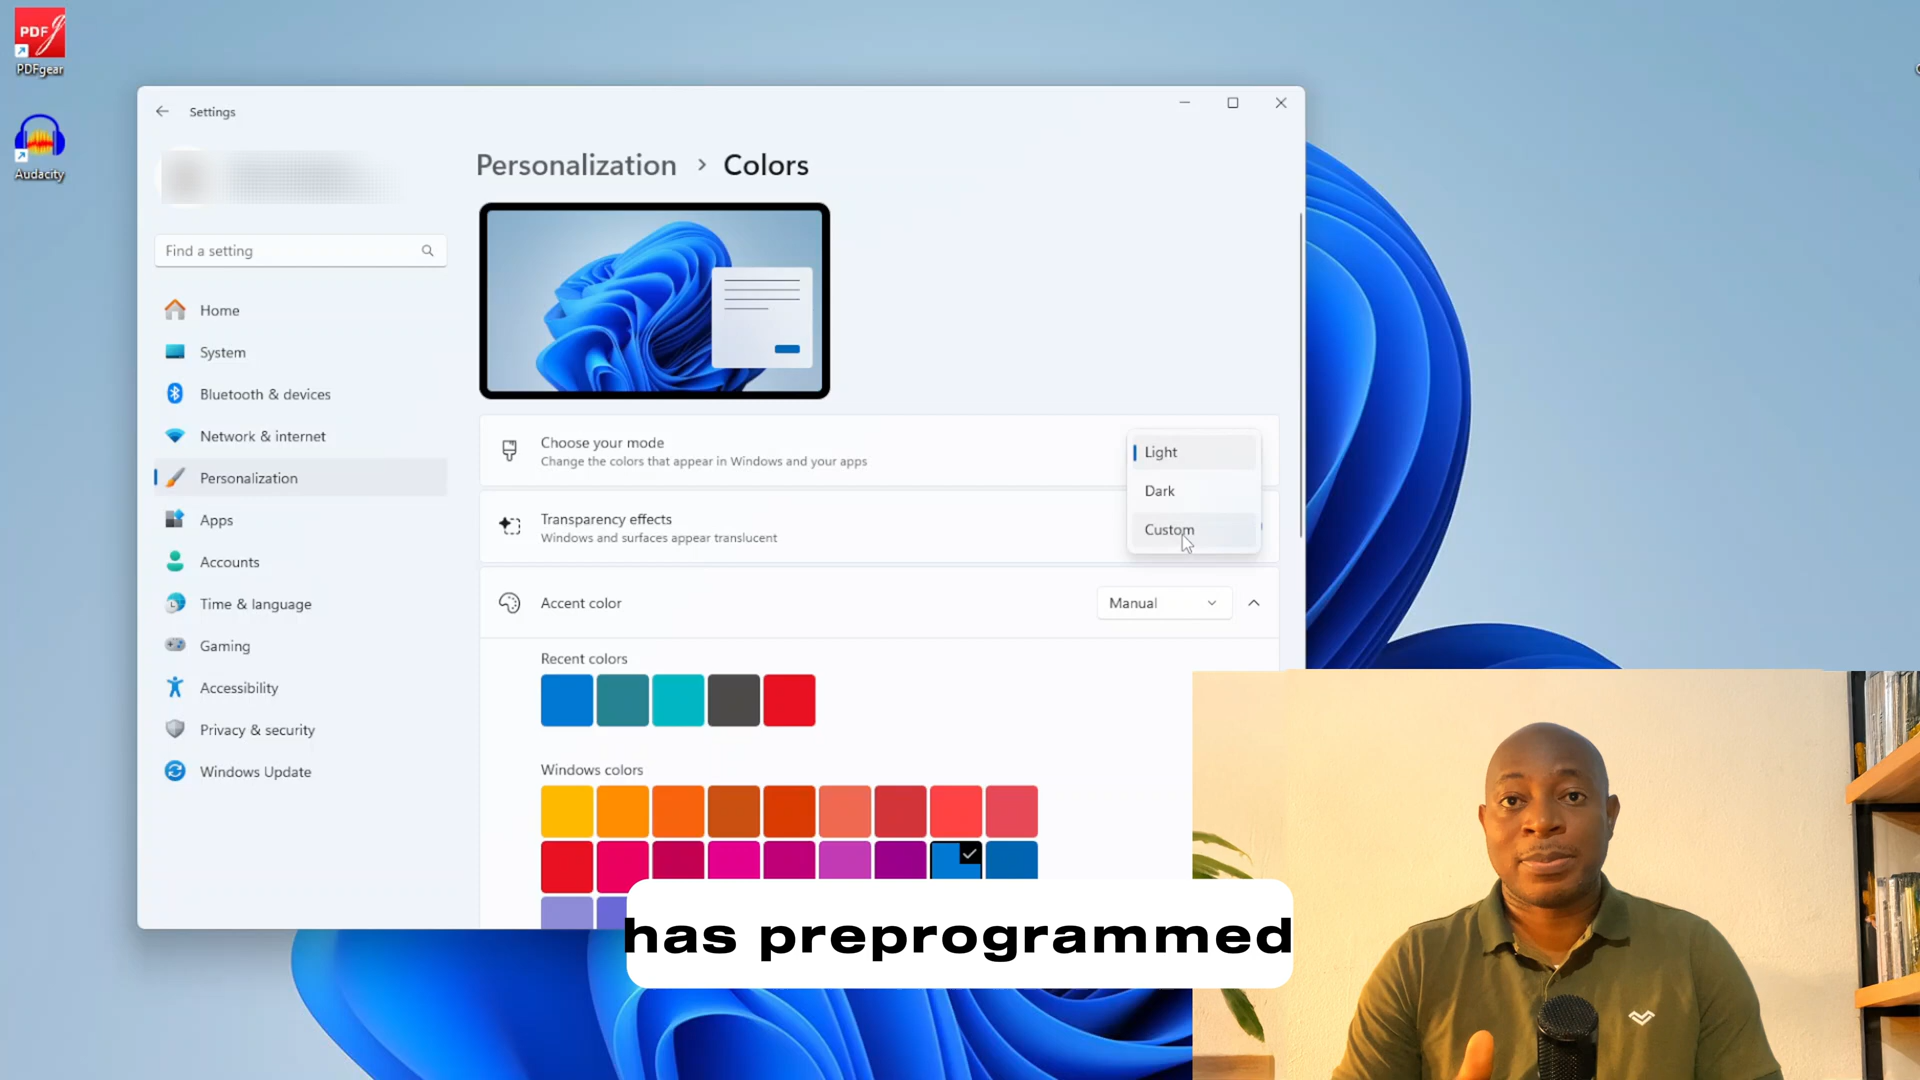 PDF
PDFgear
Audacity
Settings
Find a setting
Home
System
Bluetooth & devices
Network & internet
Personalization
Apps
Accounts
Time & language
Gaming
Accessibility
Privacy & security
Windows Update
Personalization > Colors
Choose your mode
Change the colors that appear in Windows and your apps
Light
Dark
Custom
Transparency effects
Windows and surfaces appear translucent
Accent color
Manual
Recent colors
Windows colors
has preprogrammed